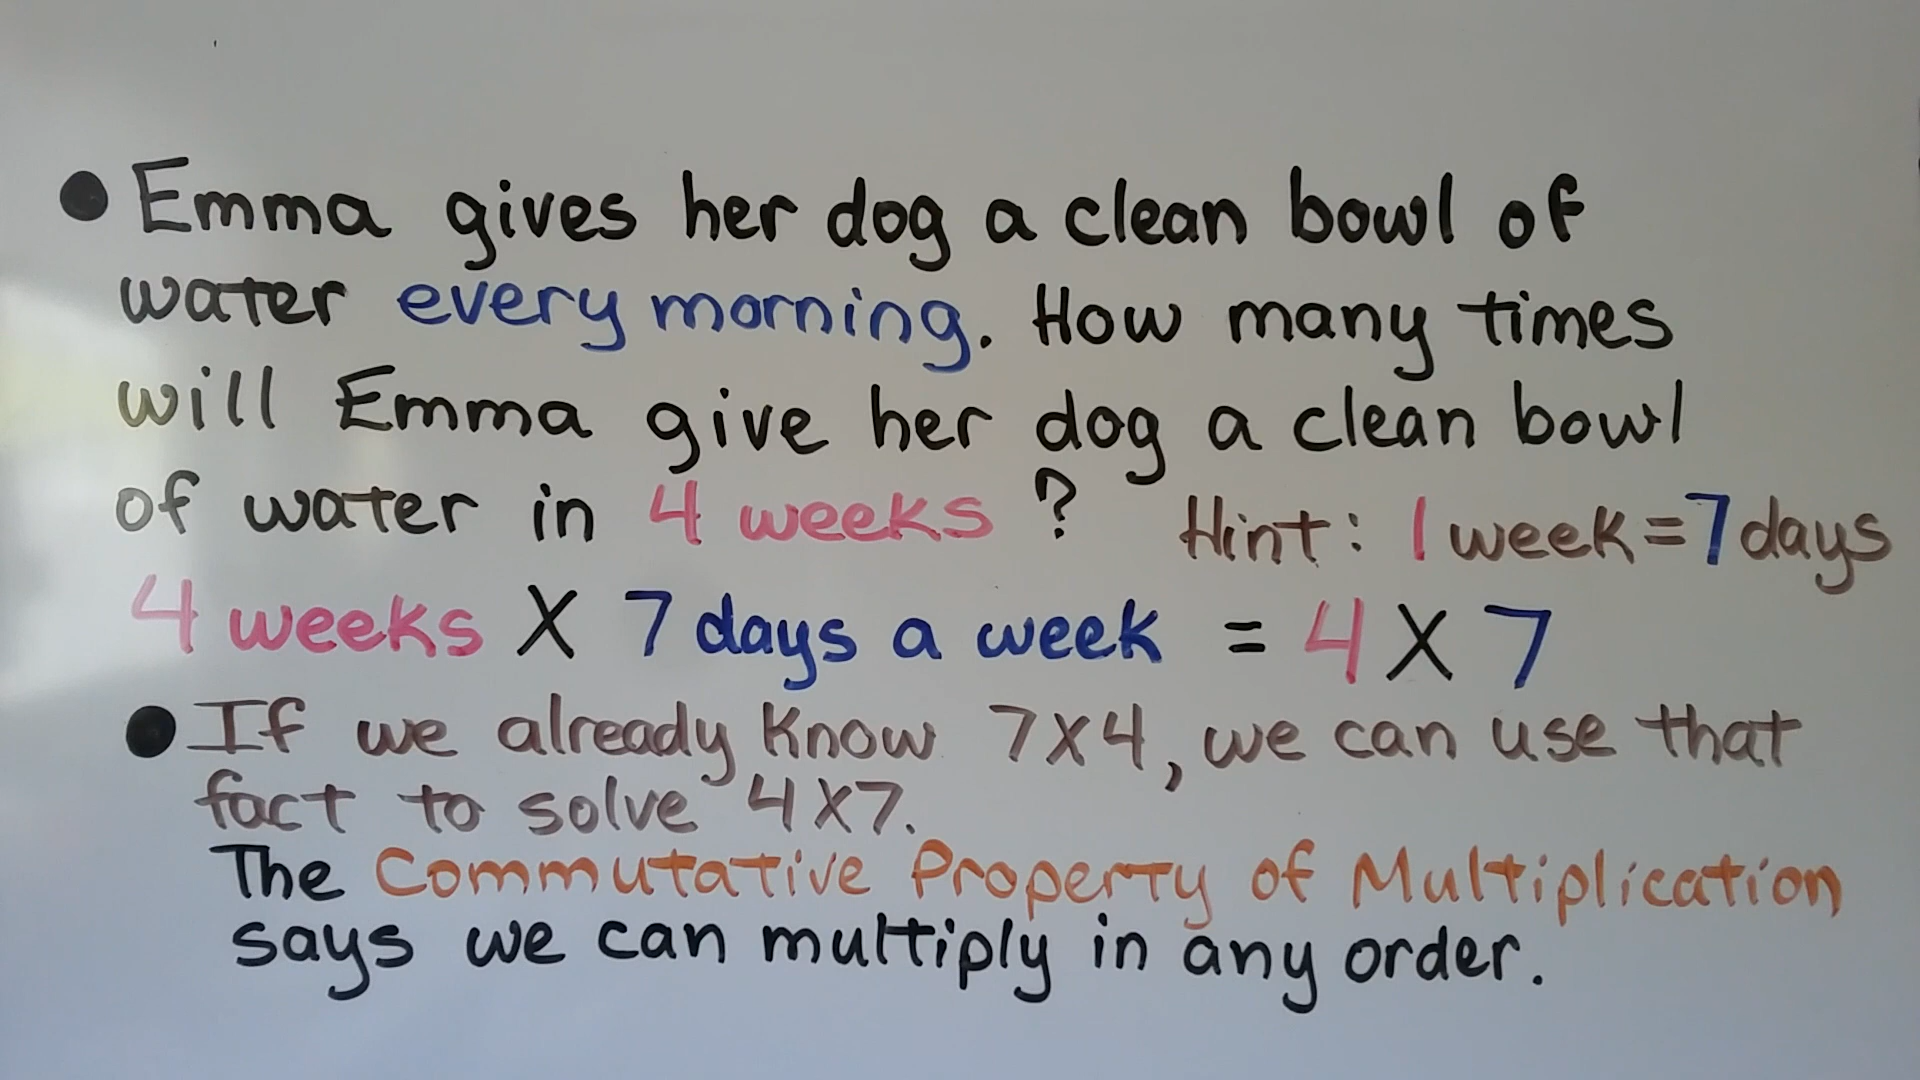 ● Emma gives her dog a clean bowl of
water every morning. How many times
will Emma give her dog a clean bowl
of water in 4 weeks ? Hint: 1 week=7 days
4 weeks X 7 days a week = 4 X 7
● If we already know 7X4, we can use that
fact to solve 4X7.
The Commutative Property of Multiplication
says we can multiply in any order.